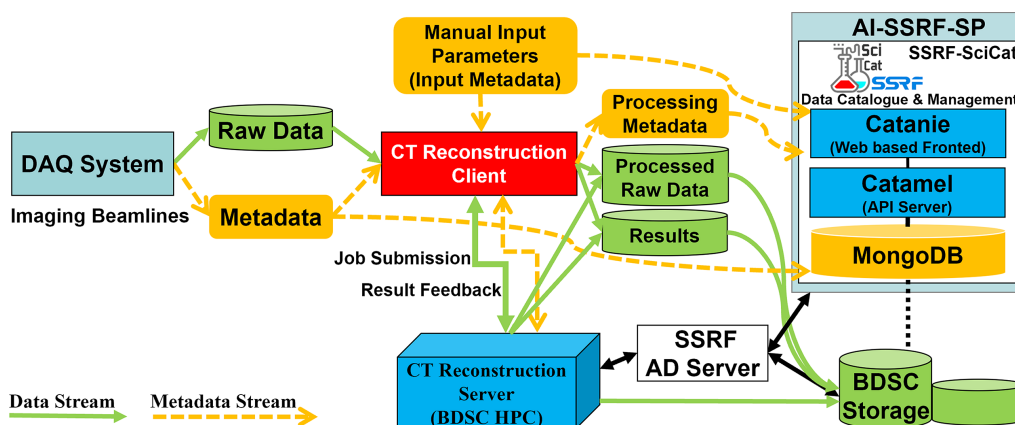 AI-SSRF-SP
Manual Input
Parameters
(Input Metadata)
Sci
Cat
SSRF
SSRF-SciCat
Data Catalogue & Management
Raw Data
Processing
Metadata
Catanie
(Web based Fronted)
DAQ System
CT Reconstruction
Client
Processed
Raw Data
Catamel
(API Server)
Imaging Beamlines
Metadata
Results
MongoDB
Job Submission
Result Feedback
SSRF
AD Server
CT Reconstruction
Server
(BDSC HPC)
BDSC
Storage
Data Stream
Metadata Stream